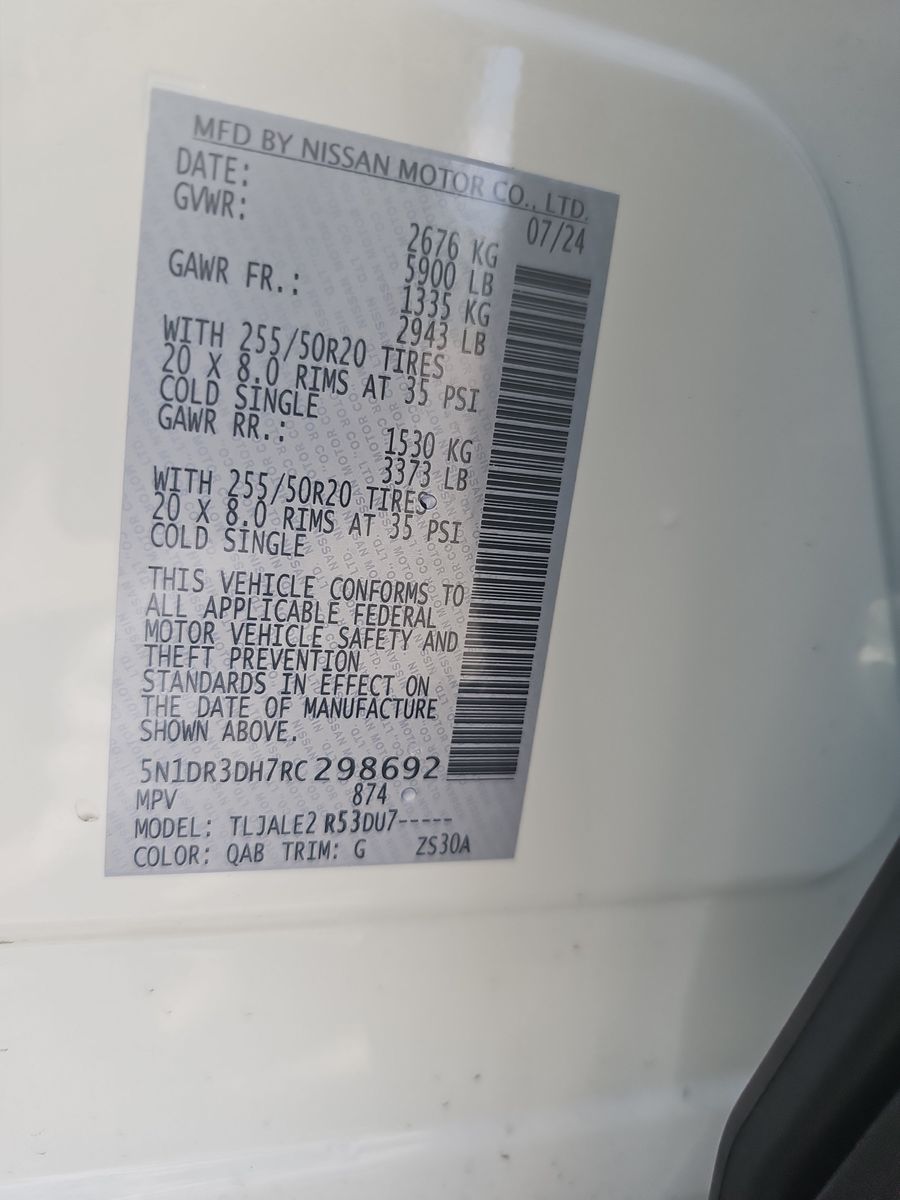 MFD BY NISSAN MOTOR CO., LTD.
DATE: 07/24
GVWR: 2676 KG
5900 LB
GAWR FR.: 1335 KG
2943 LB
WITH 255/50R20 TIRES
20 X 8.0 RIMS AT 35 PSI
COLD SINGLE
GAWR RR.: 1530 KG
3373 LB
WITH 255/50R20 TIRES
20 X 8.0 RIMS AT 35 PSI
COLD SINGLE
THIS VEHICLE CONFORMS TO
ALL APPLICABLE FEDERAL
MOTOR VEHICLE SAFETY AND
THEFT PREVENTION
STANDARDS IN EFFECT ON
THE DATE OF MANUFACTURE
SHOWN ABOVE.
5N1DR3DH7RC298692
MPV 874
MODEL: TLJALE2 R53DU7-----
COLOR: QAB TRIM: G ZS30A